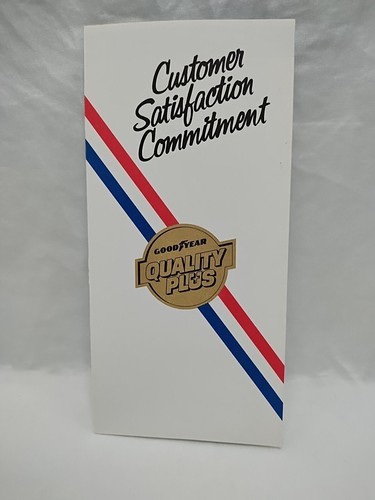 Customer
Satisfaction
Commitment
GOODYEAR
QUALITY
PLUS